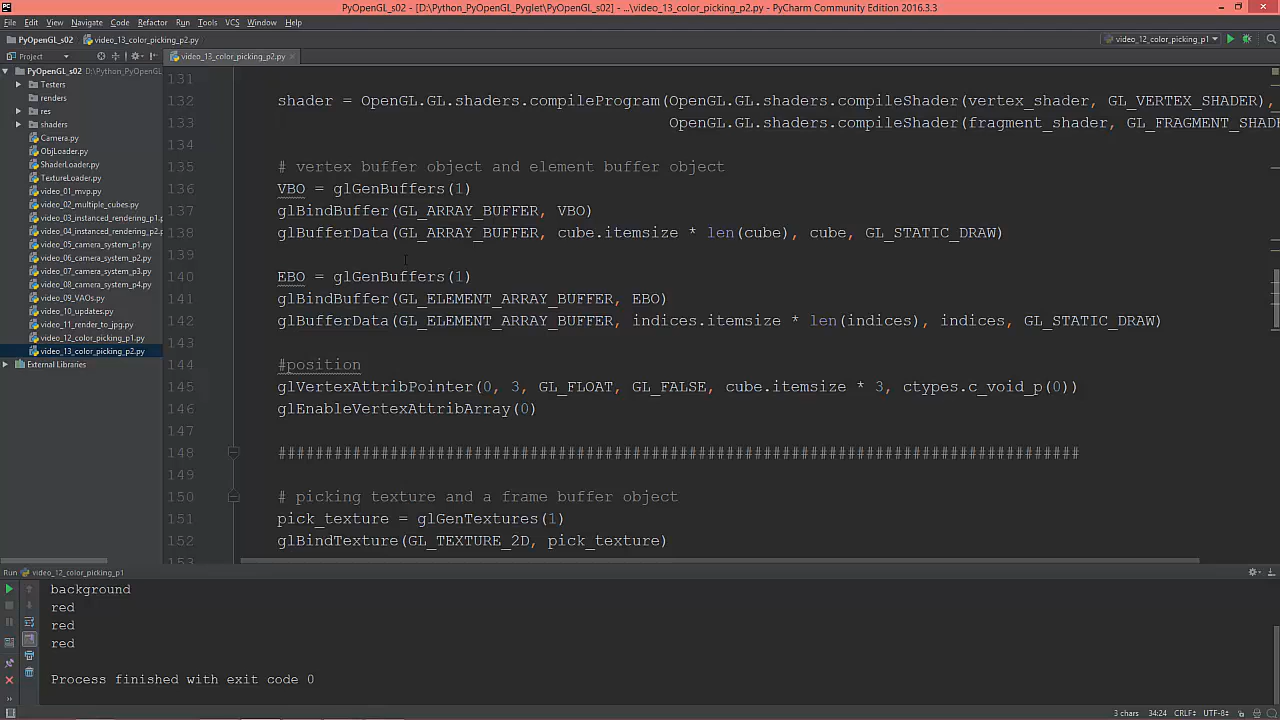 PyOpenGL_s02 - [D:\Python_PyOpenGL_Pyglet\PyOpenGL_s02] - ...\video_13_color_picking_p2.py - PyCharm Community Edition 2016.3.3
File Edit View Navigate Code Refactor Run Tools VCS Window Help
PyOpenGL_s02 video_13_color_picking_p2.py video_12_color_picking_p1
Project video_13_color_picking_p2.py
PyOpenGL_s02 D:\Python_PyOpenGL
Testers
renders
res
shaders
Camera.py
ObjLoader.py
ShaderLoader.py
TextureLoader.py
video_01_mvp.py
video_02_multiple_cubes.py
video_03_instanced_rendering_p1.
video_04_instanced_rendering_p2.
video_05_camera_system_p1.py
video_06_camera_system_p2.py
video_07_camera_system_p3.py
video_08_camera_system_p4.py
video_09_VAOs.py
video_10_updates.py
video_11_render_to_jpg.py
video_12_color_picking_p1.py
video_13_color_picking_p2.py
External Libraries
131
132 shader = OpenGL.GL.shaders.compileProgram(OpenGL.GL.shaders.compileShader(vertex_shader, GL_VERTEX_SHADER),
133 OpenGL.GL.shaders.compileShader(fragment_shader, GL_FRAGMENT_SHADE
134
135 # vertex buffer object and element buffer object
136 VBO = glGenBuffers(1)
137 glBindBuffer(GL_ARRAY_BUFFER, VBO)
138 glBufferData(GL_ARRAY_BUFFER, cube.itemsize * len(cube), cube, GL_STATIC_DRAW)
139
140 EBO = glGenBuffers(1)
141 glBindBuffer(GL_ELEMENT_ARRAY_BUFFER, EBO)
142 glBufferData(GL_ELEMENT_ARRAY_BUFFER, indices.itemsize * len(indices), indices, GL_STATIC_DRAW)
143
144 #position
145 glVertexAttribPointer(0, 3, GL_FLOAT, GL_FALSE, cube.itemsize * 3, ctypes.c_void_p(0))
146 glEnableVertexAttribArray(0)
147
148 ######################################################################################
149
150 # picking texture and a frame buffer object
151 pick_texture = glGenTextures(1)
152 glBindTexture(GL_TEXTURE_2D, pick_texture)
153
Run video_12_color_picking_p1
background
red
red
red
Process finished with exit code 0
3 chars 34:24 CRLF÷ UTF-8÷